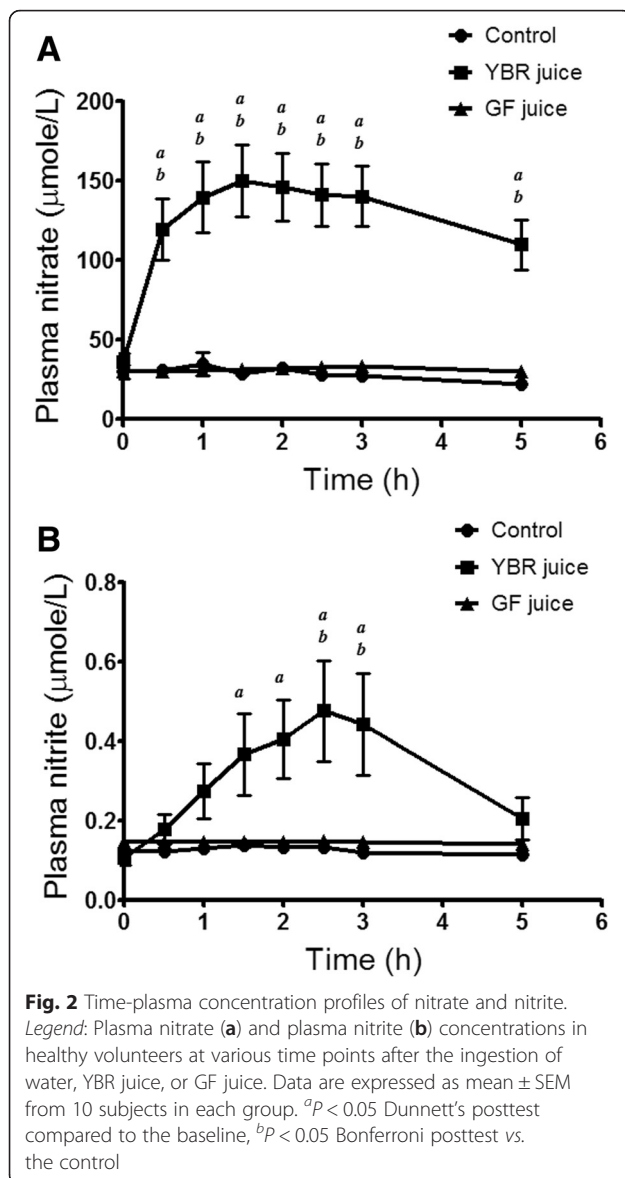 A
Control
YBR juice
GF juice
Plasma nitrate (μmole/L)
200
150
100
50
0
a a a a a a a
b b b b b b b
0 1 2 3 4 5 6
Time (h)
B
Control
YBR juice
GF juice
Plasma nitrite (μmole/L)
0.8
0.6
0.4
0.2
0.0
a a a a
b b
0 1 2 3 4 5 6
Time (h)
Fig. 2 Time-plasma concentration profiles of nitrate and nitrite.
Legend: Plasma nitrate (a) and plasma nitrite (b) concentrations in
healthy volunteers at various time points after the ingestion of
water, YBR juice, or GF juice. Data are expressed as mean ± SEM
from 10 subjects in each group. ᵃP < 0.05 Dunnett's posttest
compared to the baseline, ᵇP < 0.05 Bonferroni posttest vs.
the control